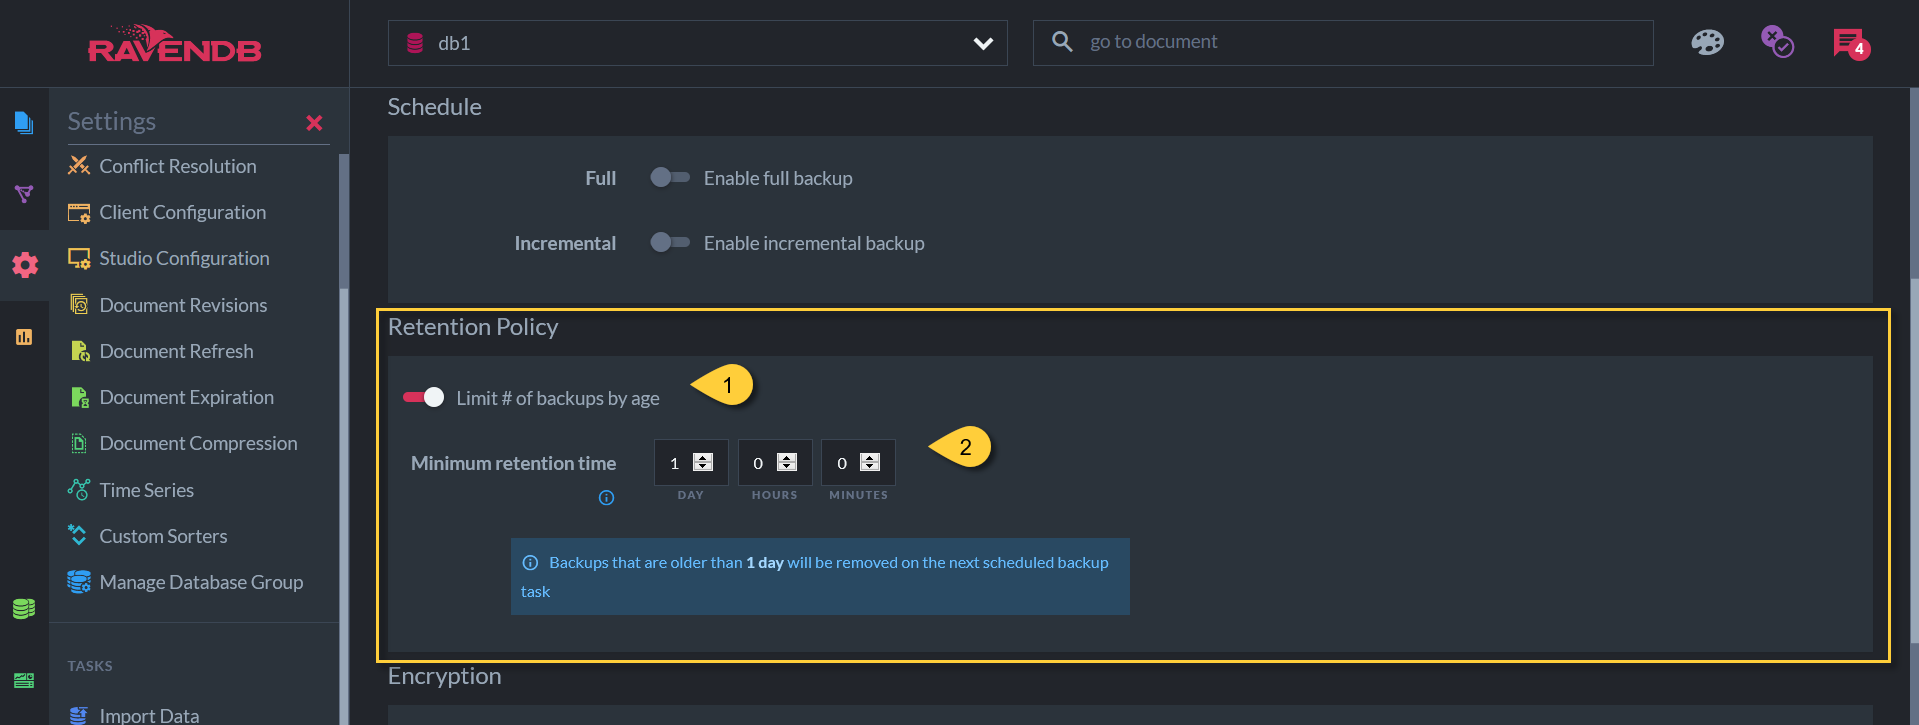 RAVENDB
db1
go to document
4
Settings
Conflict Resolution
Client Configuration
Studio Configuration
Document Revisions
Document Refresh
Document Expiration
Document Compression
Time Series
Custom Sorters
Manage Database Group
TASKS
Import Data
Schedule
Full
Enable full backup
Incremental
Enable incremental backup
Retention Policy
Limit # of backups by age
1
Minimum retention time
1 0 0
2
DAY HOURS MINUTES
Backups that are older than 1 day will be removed on the next scheduled backup
task
Encryption